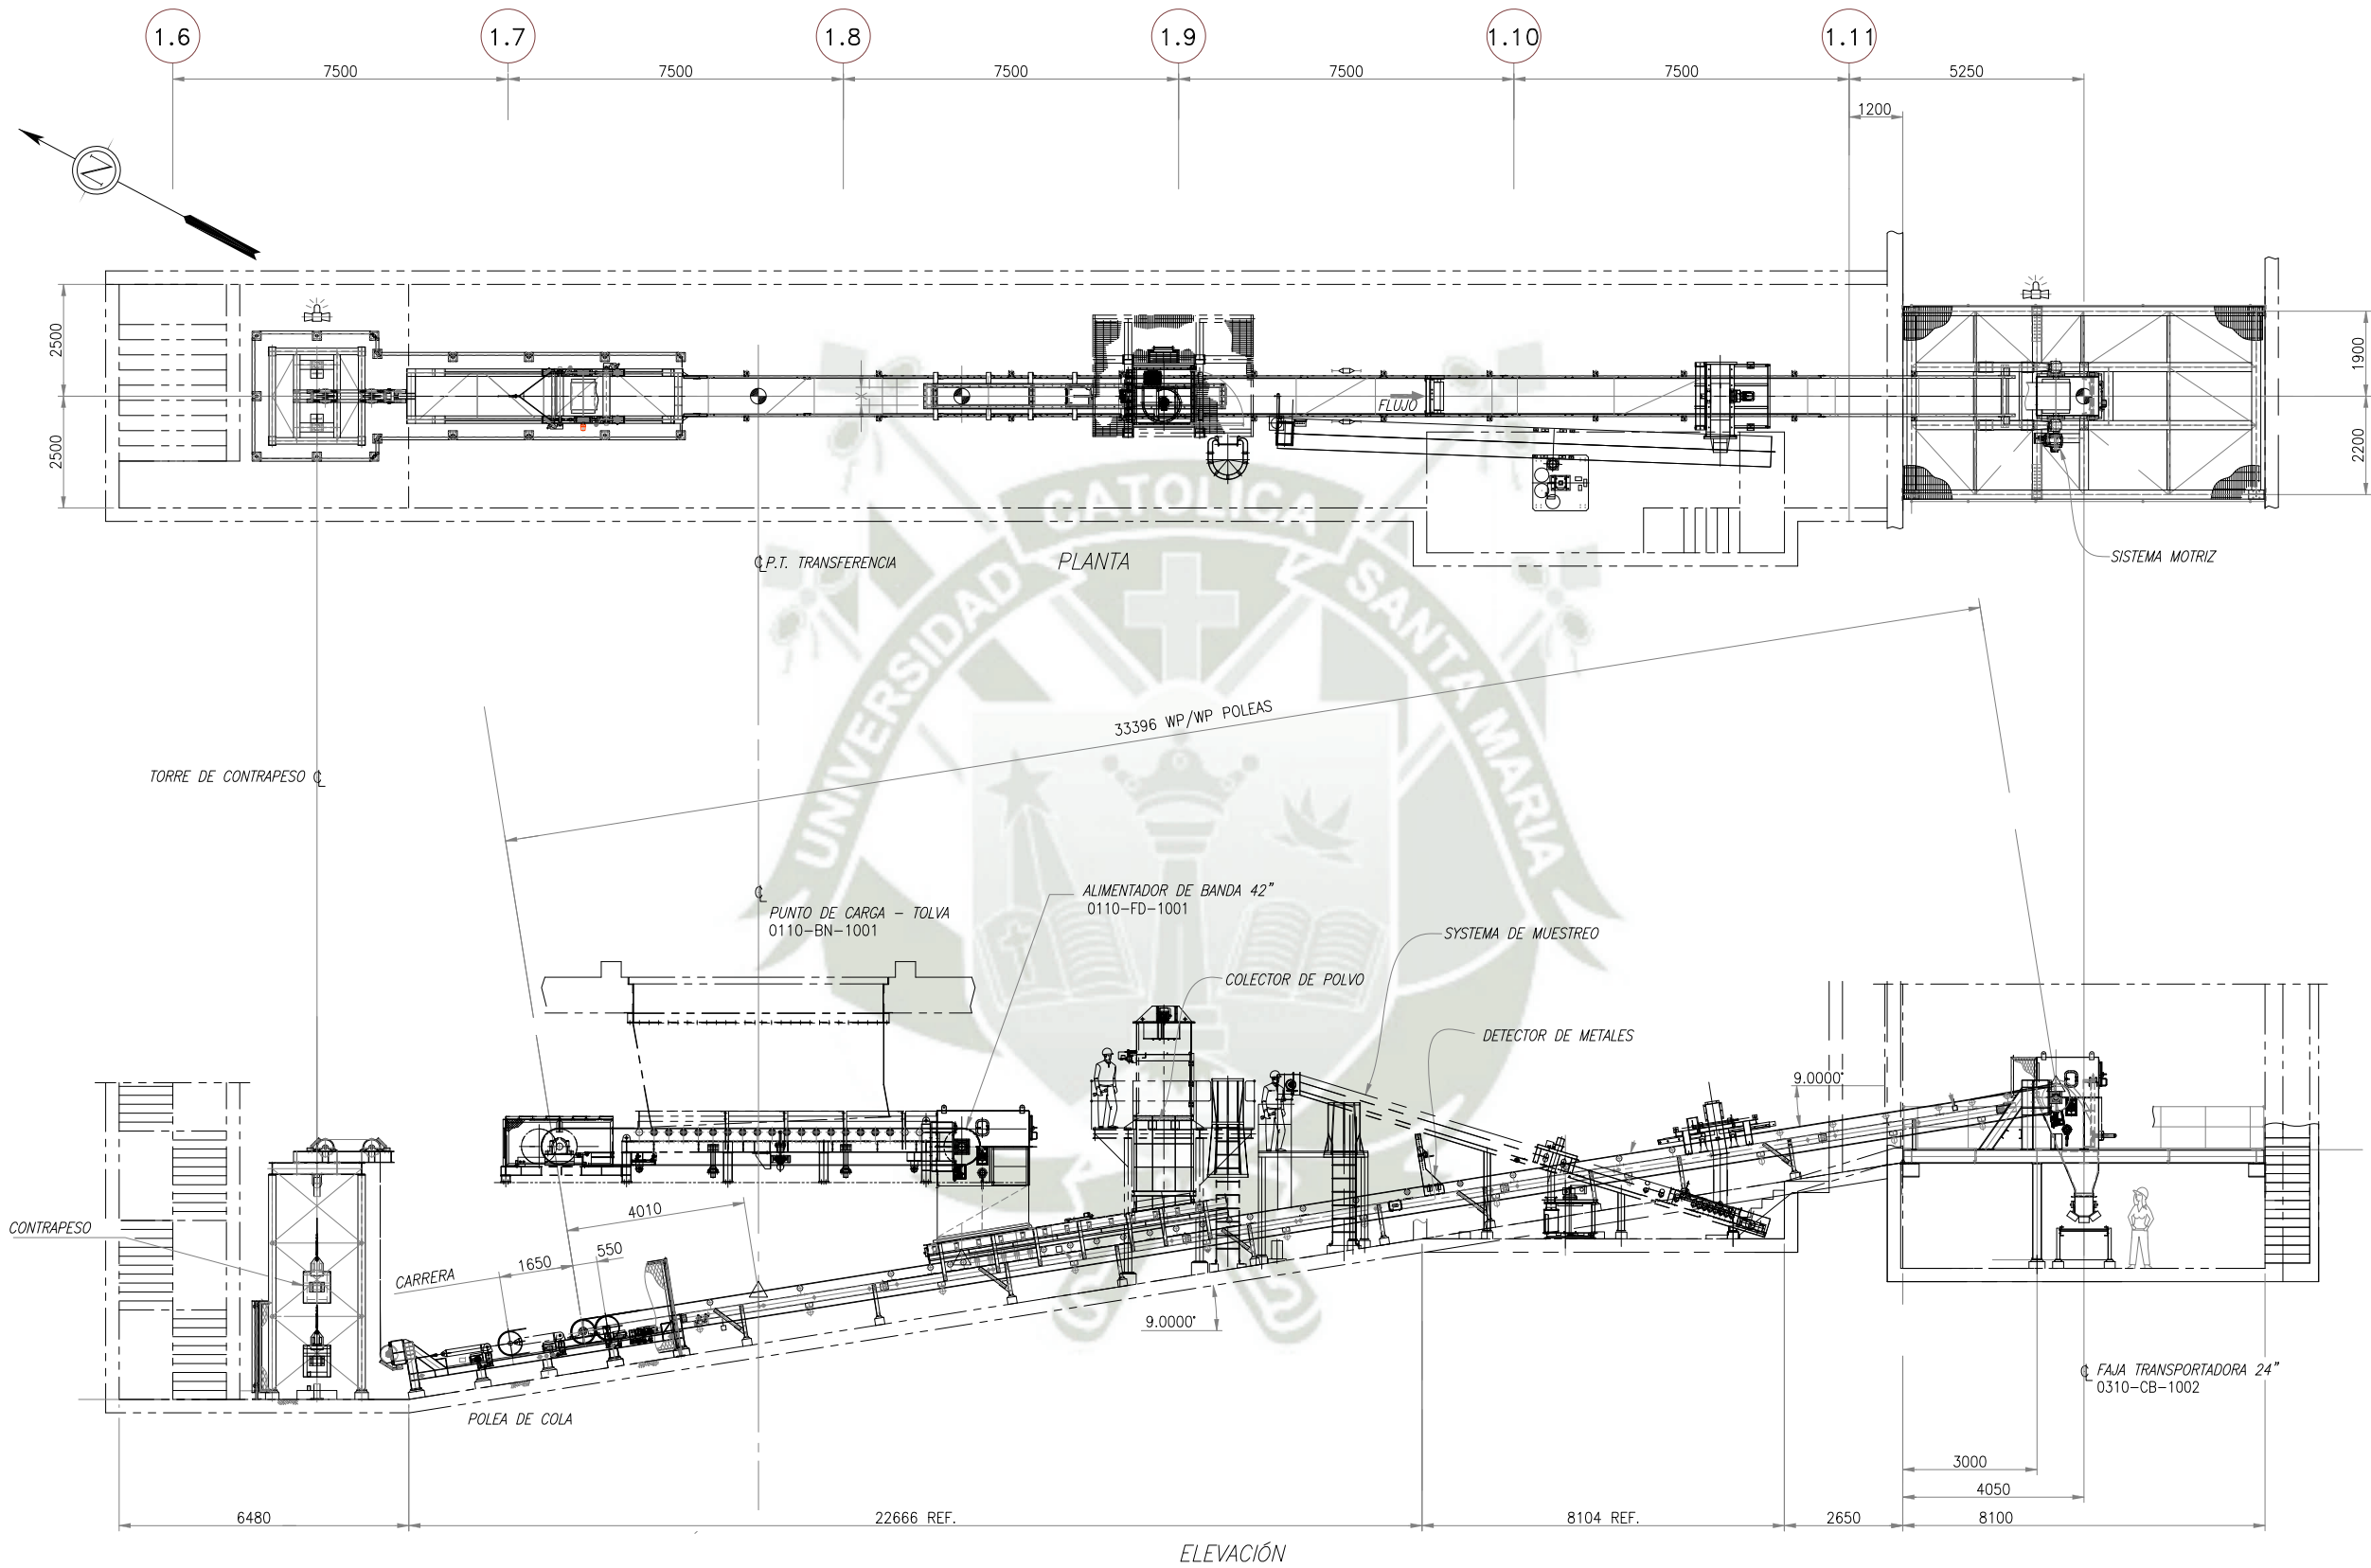 1.6
1.7
1.8
1.9
1.10
1.11
7500
7500
7500
7500
7500
5250
1200
N
2500
2500
1900
2200
FLUJO
℄ P.T. TRANSFERENCIA
PLANTA
SISTEMA MOTRIZ
UNIVERSIDAD CATOLICA SANTA MARIA
33396 WP/WP POLEAS
TORRE DE CONTRAPESO ℄
℄
PUNTO DE CARGA - TOLVA
0110-BN-1001
ALIMENTADOR DE BANDA 42"
0110-FD-1001
SYSTEMA DE MUESTREO
COLECTOR DE POLVO
DETECTOR DE METALES
9.0000°
CONTRAPESO
4010
550
1650
CARRERA
9.0000°
POLEA DE COLA
℄ FAJA TRANSPORTADORA 24"
0310-CB-1002
3000
4050
6480
22666 REF.
8104 REF.
2650
8100
ELEVACIÓN